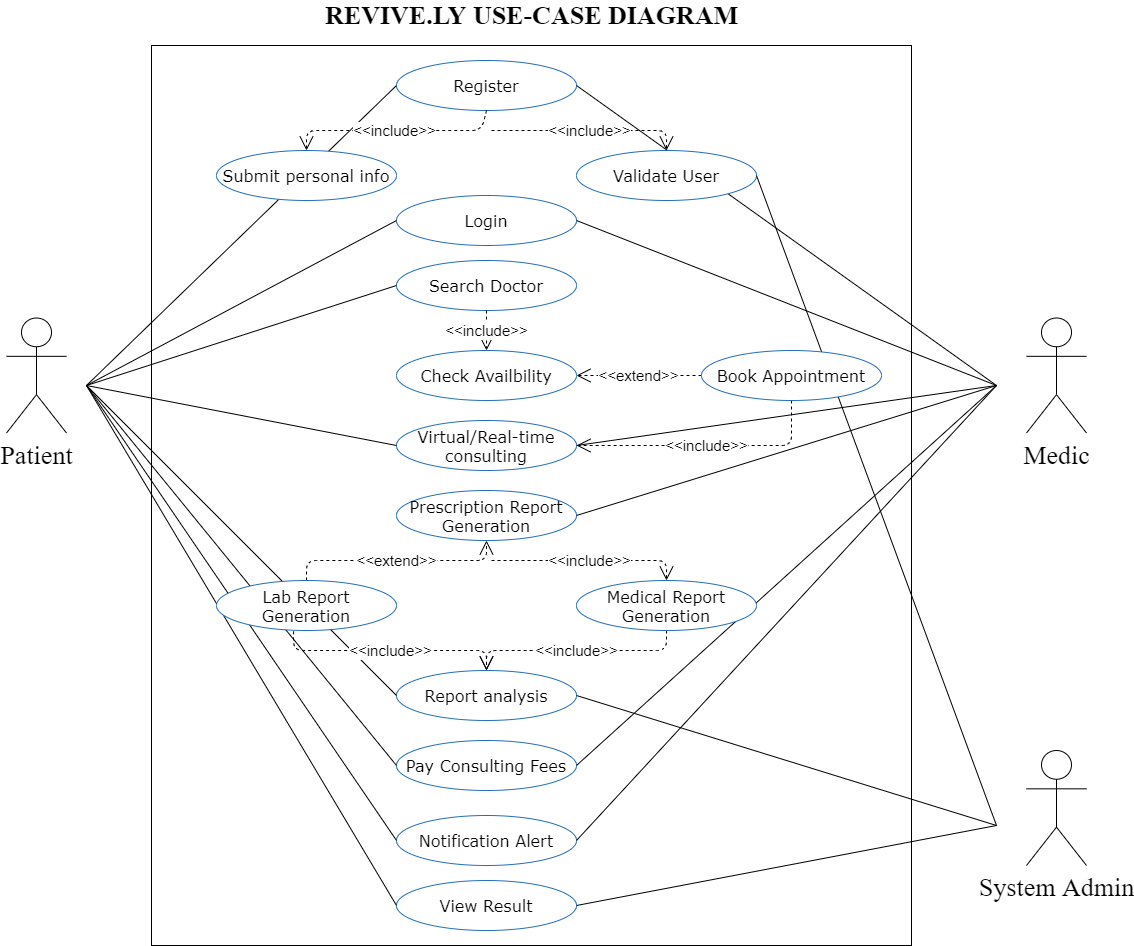 REVIVE.LY USE-CASE DIAGRAM
Register
<<include>>
<<include>>
Submit personal info
Validate User
Login
Search Doctor
<<include>>
Check Availbility
<<extend>>
Book Appointment
Patient
Medic
Virtual/Real-time
consulting
<<include>>
Prescription Report
Generation
<<extend>>
<<include>>
Lab Report
Generation
Medical Report
Generation
<<include>>
<<include>>
Report analysis
Pay Consulting Fees
Notification Alert
System Admin
View Result